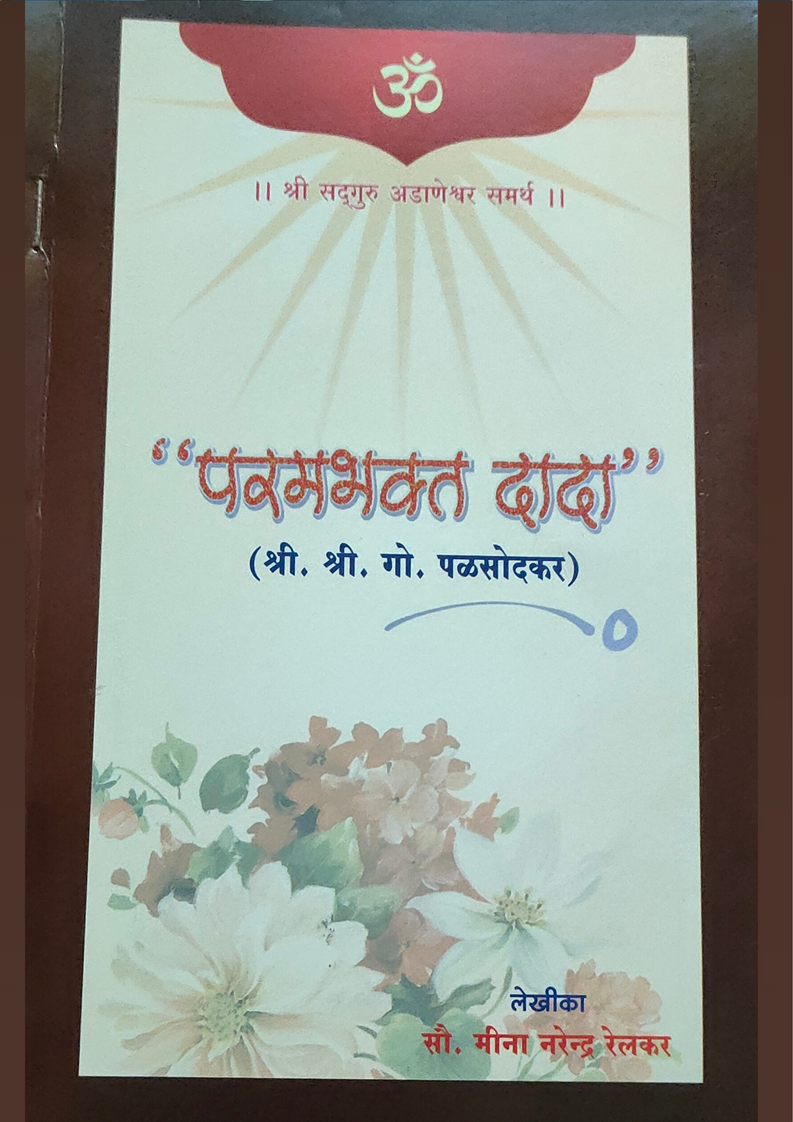 ॐ
।। श्री सद्‌गुरु अडाणेश्वर समर्थ ।।
“परमभक्त दादा”
(श्री. श्री. गो. पळसोदकर)
लेखीका
सौ. मीना नरेन्द्र रेलकर